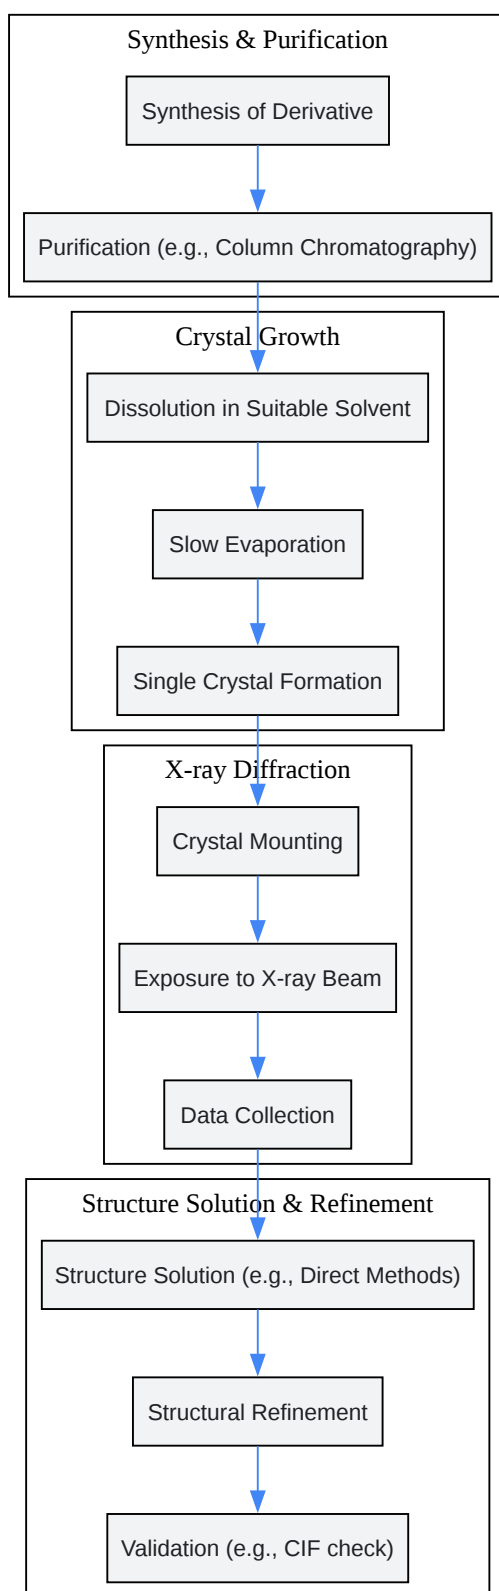 Synthesis & Purification
Synthesis of Derivative
Purification (e.g., Column Chromatography)
Crystal Growth
Dissolution in Suitable Solvent
Slow Evaporation
Single Crystal Formation
X-ray Diffraction
Crystal Mounting
Exposure to X-ray Beam
Data Collection
Structure Solution & Refinement
Structure Solution (e.g., Direct Methods)
Structural Refinement
Validation (e.g., CIF check)